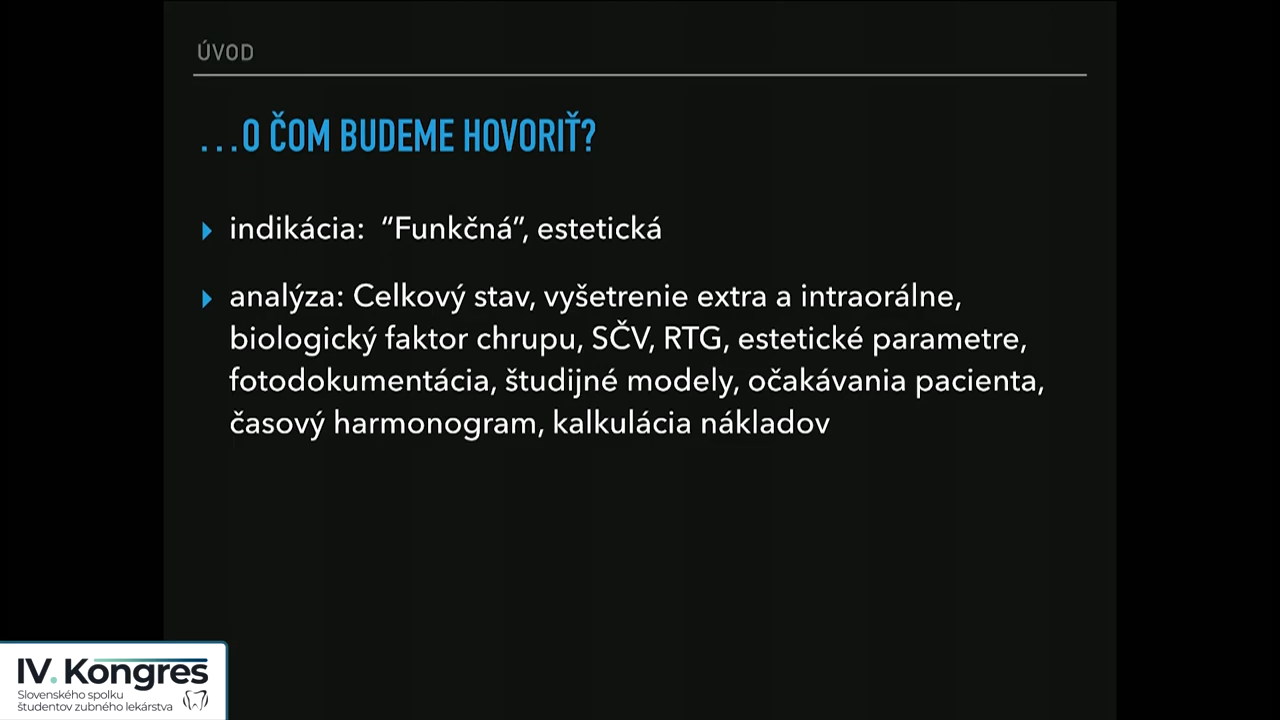 ÚVOD
...O ČOM BUDEME HOVORIŤ?
indikácia: “Funkčná”, estetická
analýza: Celkový stav, vyšetrenie extra a intraorálne,
biologický faktor chrupu, SČV, RTG, estetické parametre,
fotodokumentácia, študijné modely, očakávania pacienta,
časový harmonogram, kalkulácia nákladov
IV. Kongres
Slovenského spolku
študentov zubného lekárstva